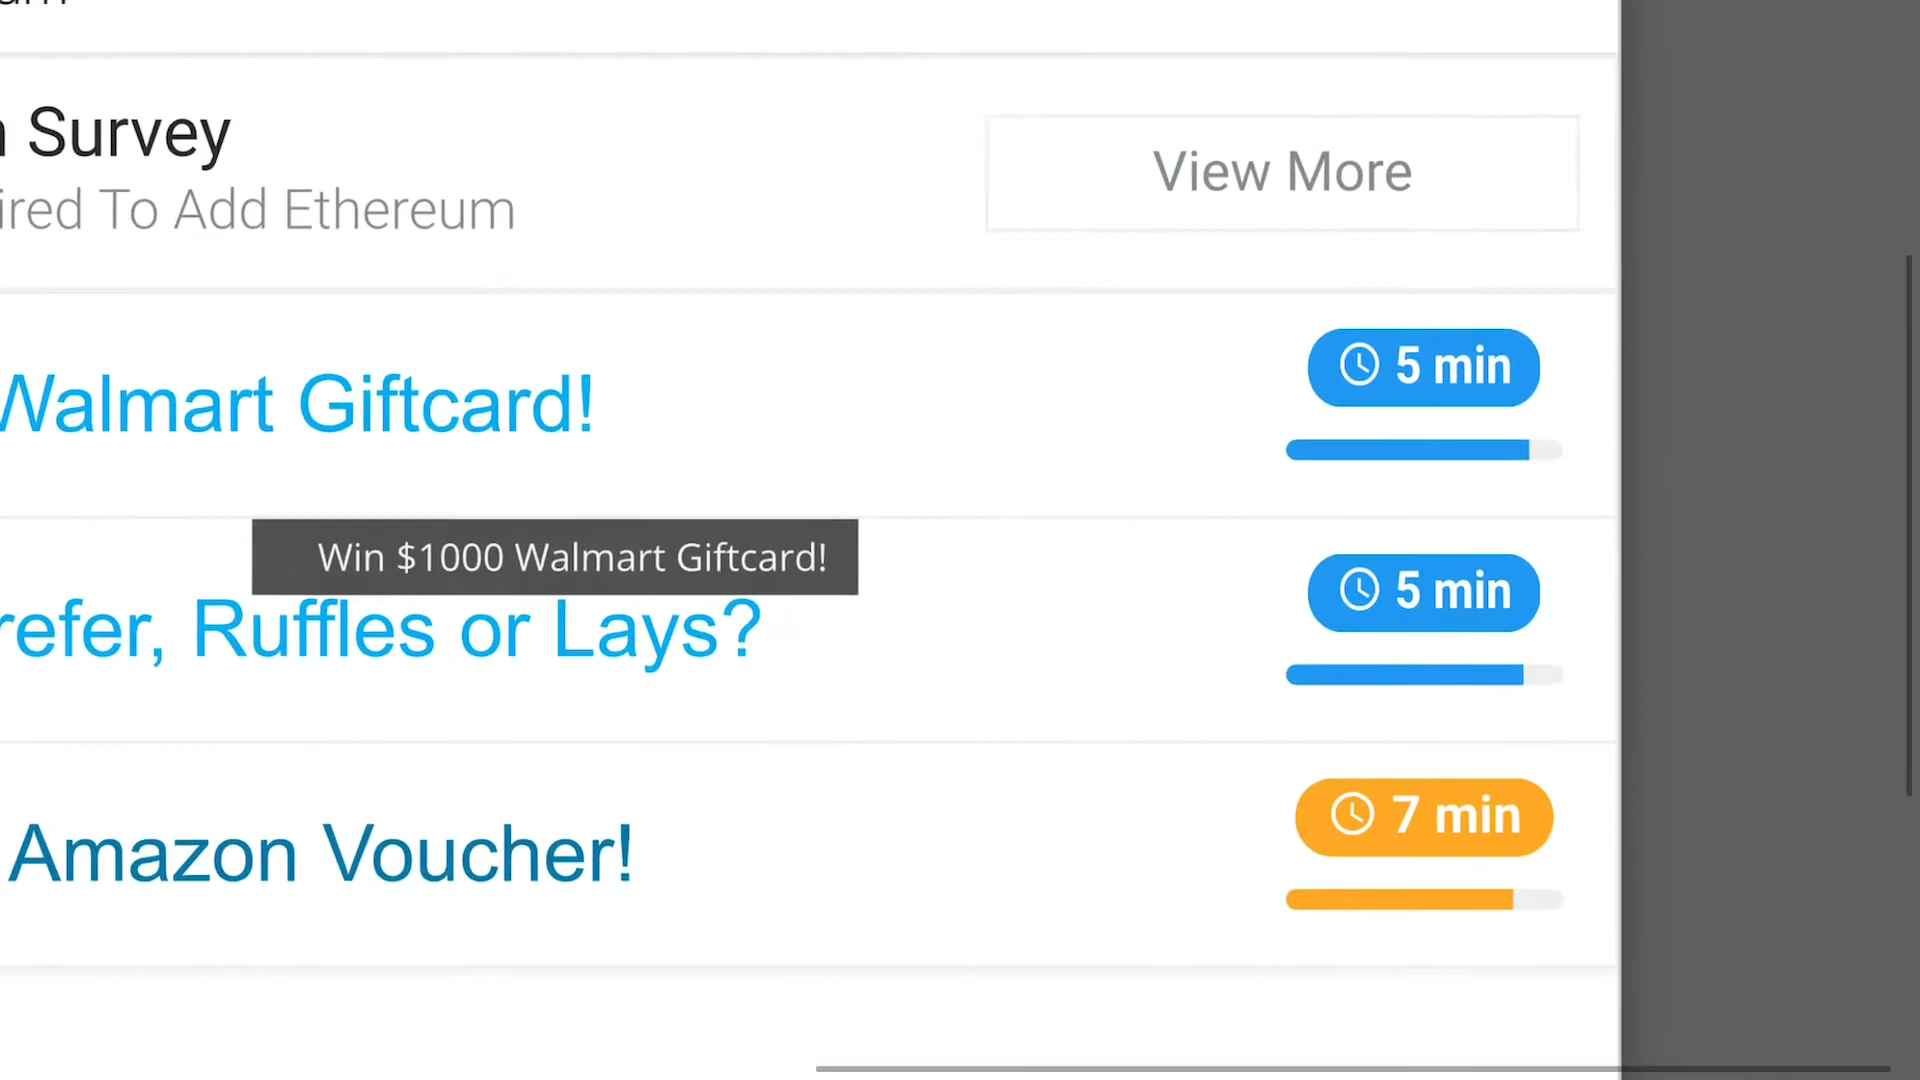 Survey
View More
ired To Add Ethereum
Walmart Giftcard!
5 min
Win $1000 Walmart Giftcard!
refer, Ruffles or Lays?
5 min
Amazon Voucher!
7 min